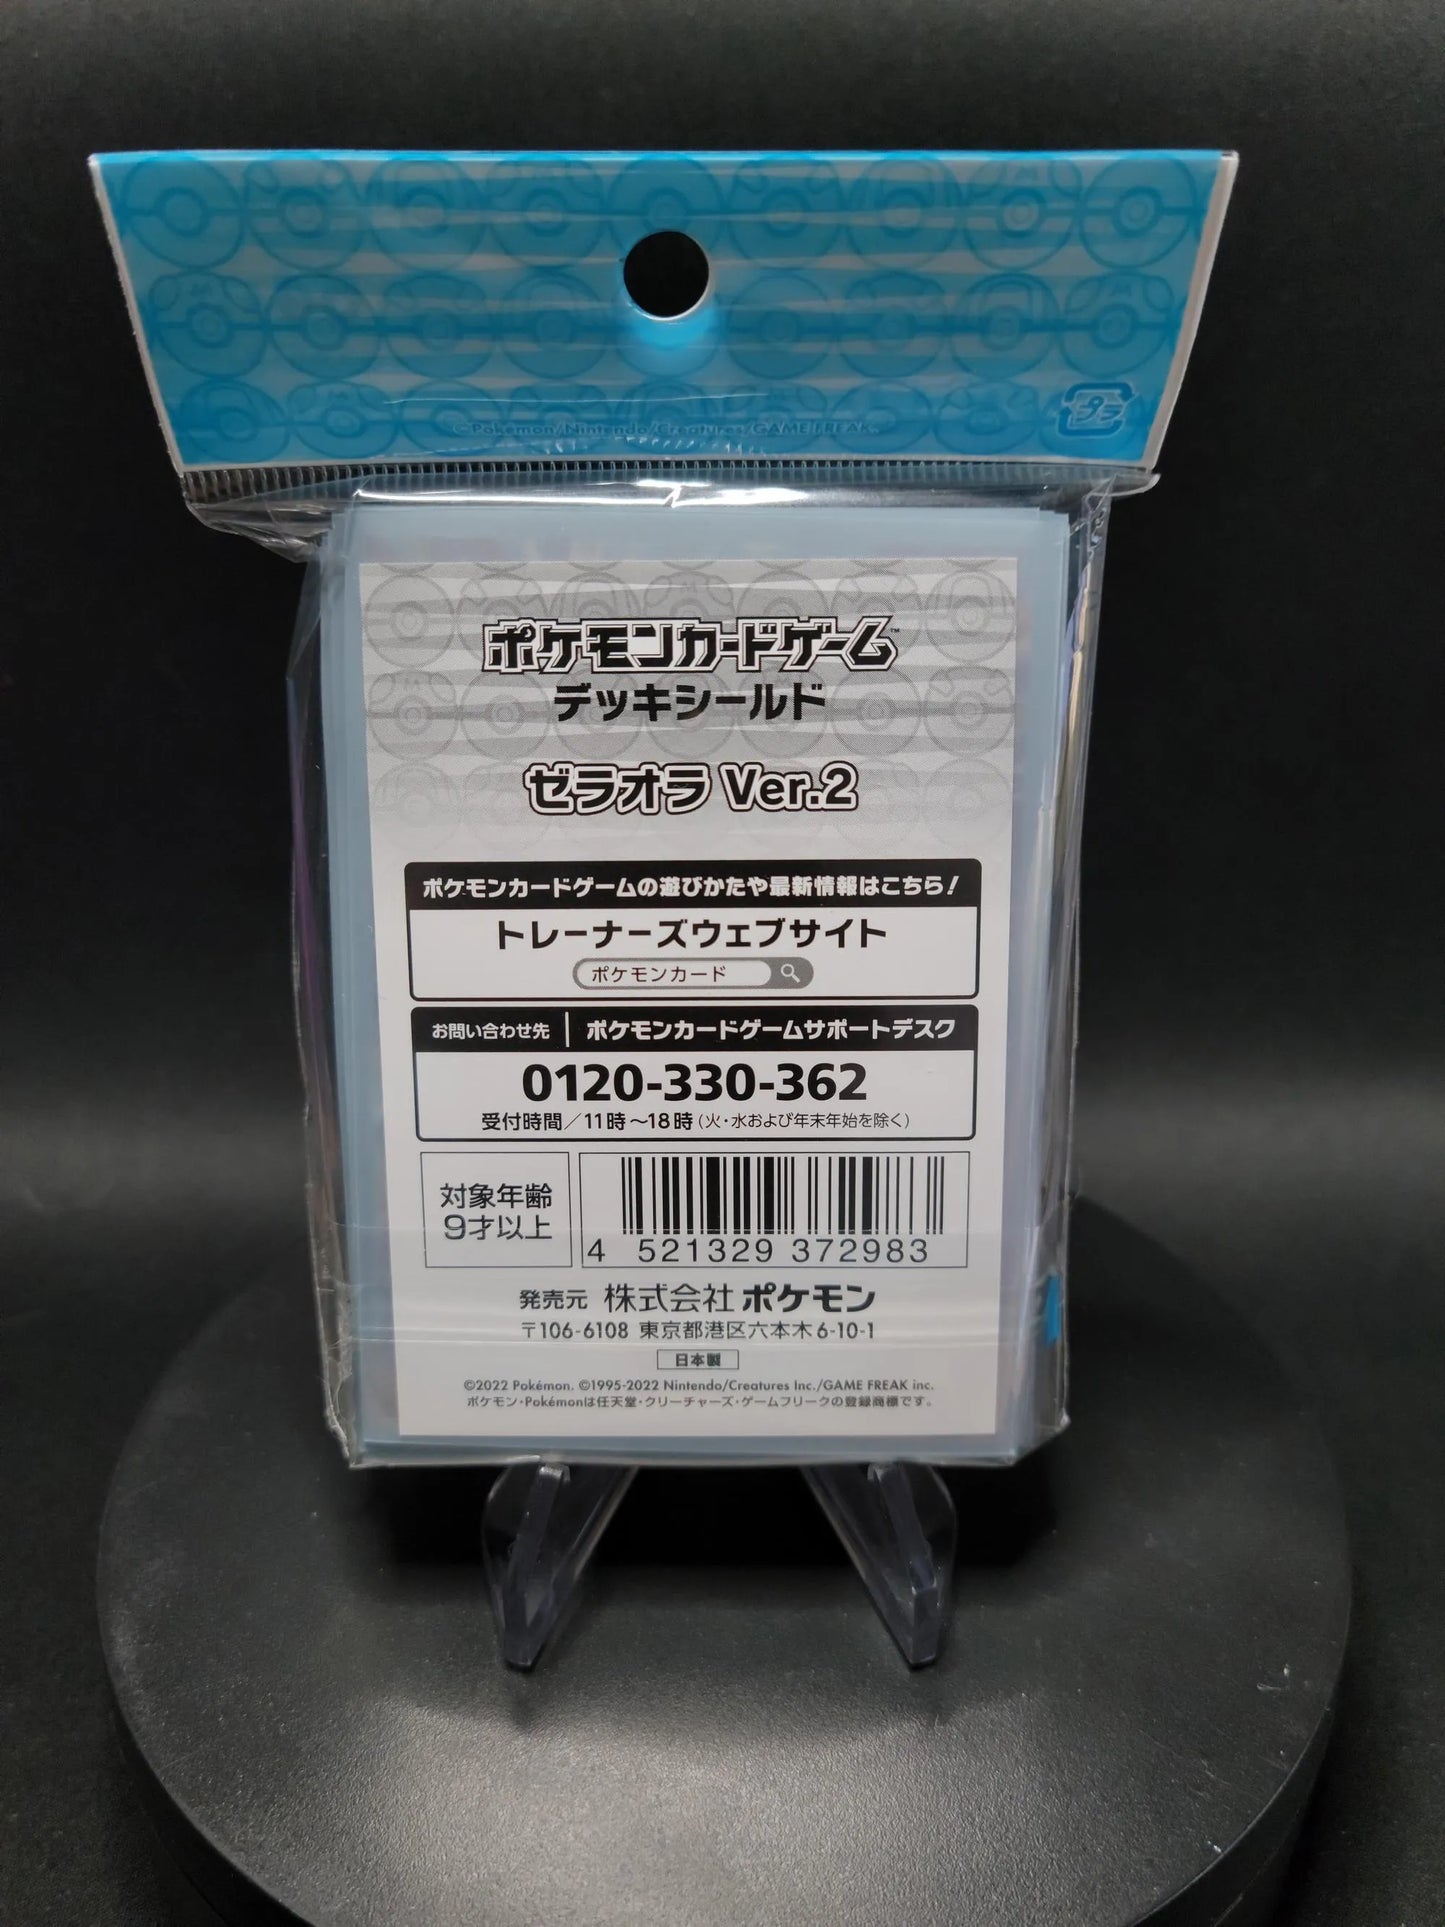 プラ
©Pokémon/Nintendo/Creatures/GAME FREAK.
ポケモンカードゲーム™
デッキシールド
ゼラオラ Ver.2
ポケモンカードゲームの遊びかたや最新情報はこちら!
トレーナーズウェブサイト
ポケモンカード
お問い合わせ先 ポケモンカードゲームサポートデスク
0120-330-362
受付時間/11時〜18時(火・水および年末年始を除く)
対象年齢
9才以上
4 521329 372983
発売元 株式会社ポケモン
〒106-6108 東京都港区六本木6-10-1
日本製
©2022 Pokémon. ©1995-2022 Nintendo/Creatures Inc./GAME FREAK inc.
ポケモン・Pokémonは任天堂・クリーチャーズ・ゲームフリークの登録商標です。